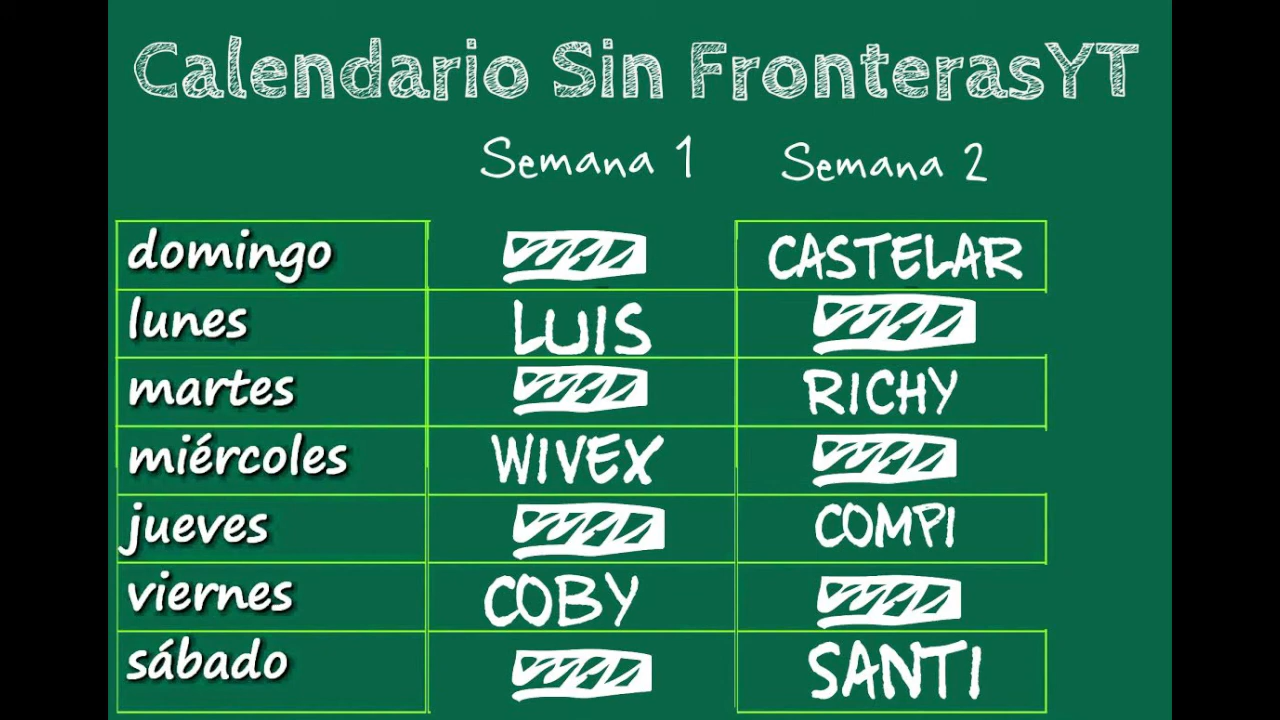 Calendario Sin FronterasYT
Semana 1 Semana 2
domingo CASTELAR
lunes LUIS
martes RICHY
miércoles WIVEX
jueves COMPI
viernes COBY
sábado SANTI